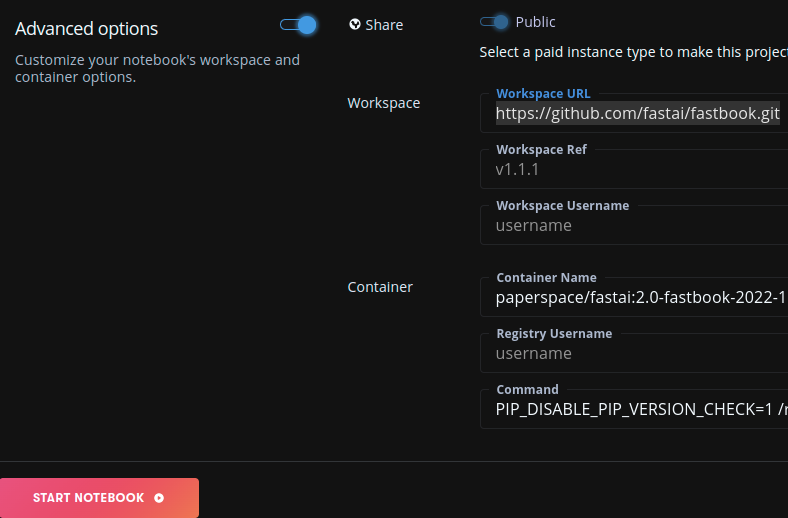 Advanced options
Customize your notebook's workspace and
container options.
Share
Public
Select a paid instance type to make this
Workspace
Workspace URL
https://github.com/fastai/fastbook.git
Workspace Ref
v1.1.1
Workspace Username
username
Container
Container Name
paperspace/fastai:2.0-fastbook-2022-1
Registry Username
username
Command
PIP_DISABLE_PIP_VERSION_CHECK=1
START NOTEBOOK